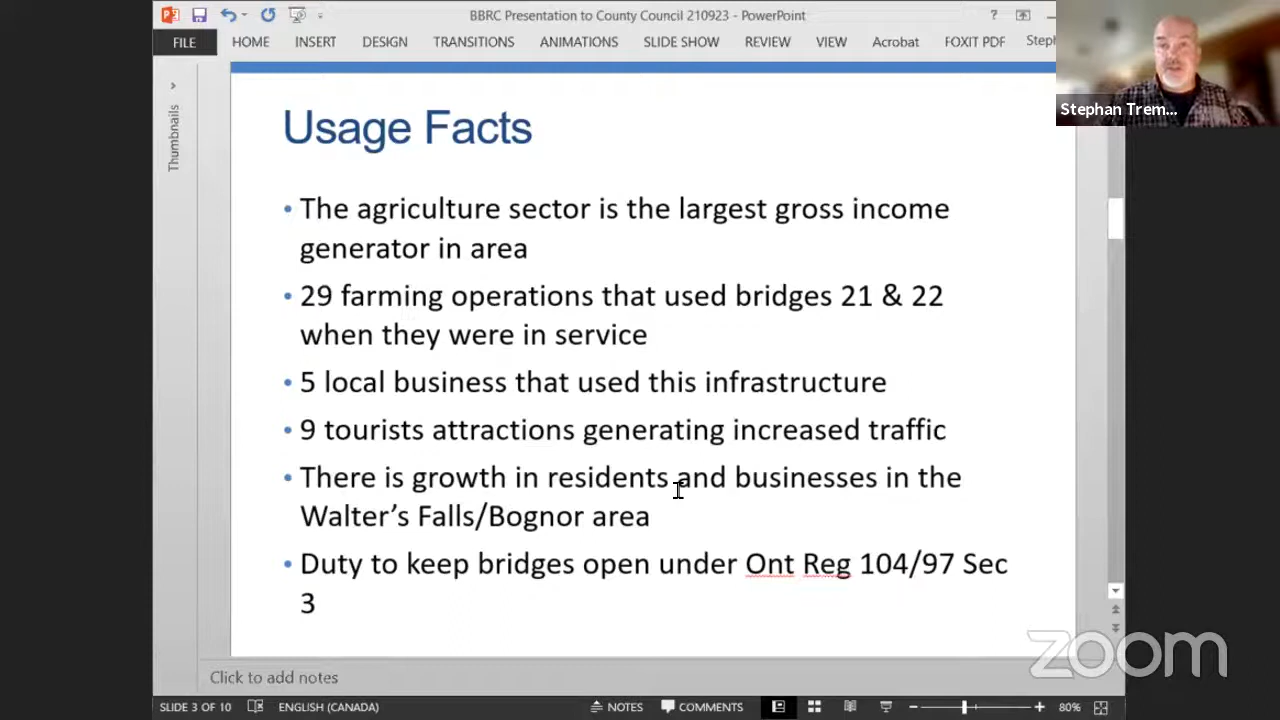 BBRC Presentation to County Council 210923 - PowerPoint
?
FILE HOME INSERT DESIGN TRANSITIONS ANIMATIONS SLIDE SHOW REVIEW VIEW Acrobat FOXIT PDF Steph
Stephan Trem...
Thumbnails
Usage Facts
• The agriculture sector is the largest gross income
generator in area
• 29 farming operations that used bridges 21 & 22
when they were in service
• 5 local business that used this infrastructure
• 9 tourists attractions generating increased traffic
• There is growth in residents and businesses in the
Walter's Falls/Bognor area
• Duty to keep bridges open under Ont Reg 104/97 Sec
3
zoom
Click to add notes
SLIDE 3 OF 10 ENGLISH (CANADA) NOTES COMMENTS 80%